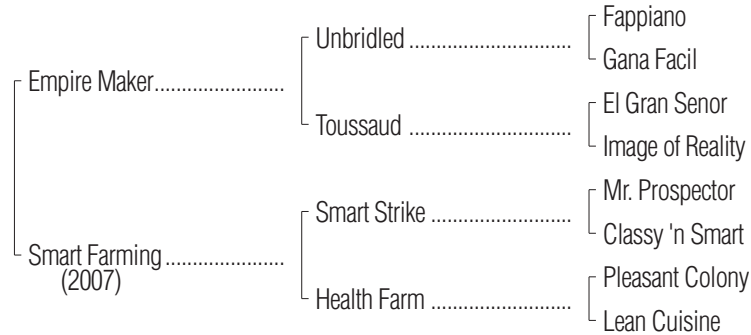 Fappiano
Unbridled ..............................
Gana Facil
Empire Maker........................
El Gran Senor
Toussaud ..............................
Image of Reality
Mr. Prospector
Smart Strike ..........................
Classy 'n Smart
Smart Farming ......................
(2007)
Pleasant Colony
Health Farm ..........................
Lean Cuisine